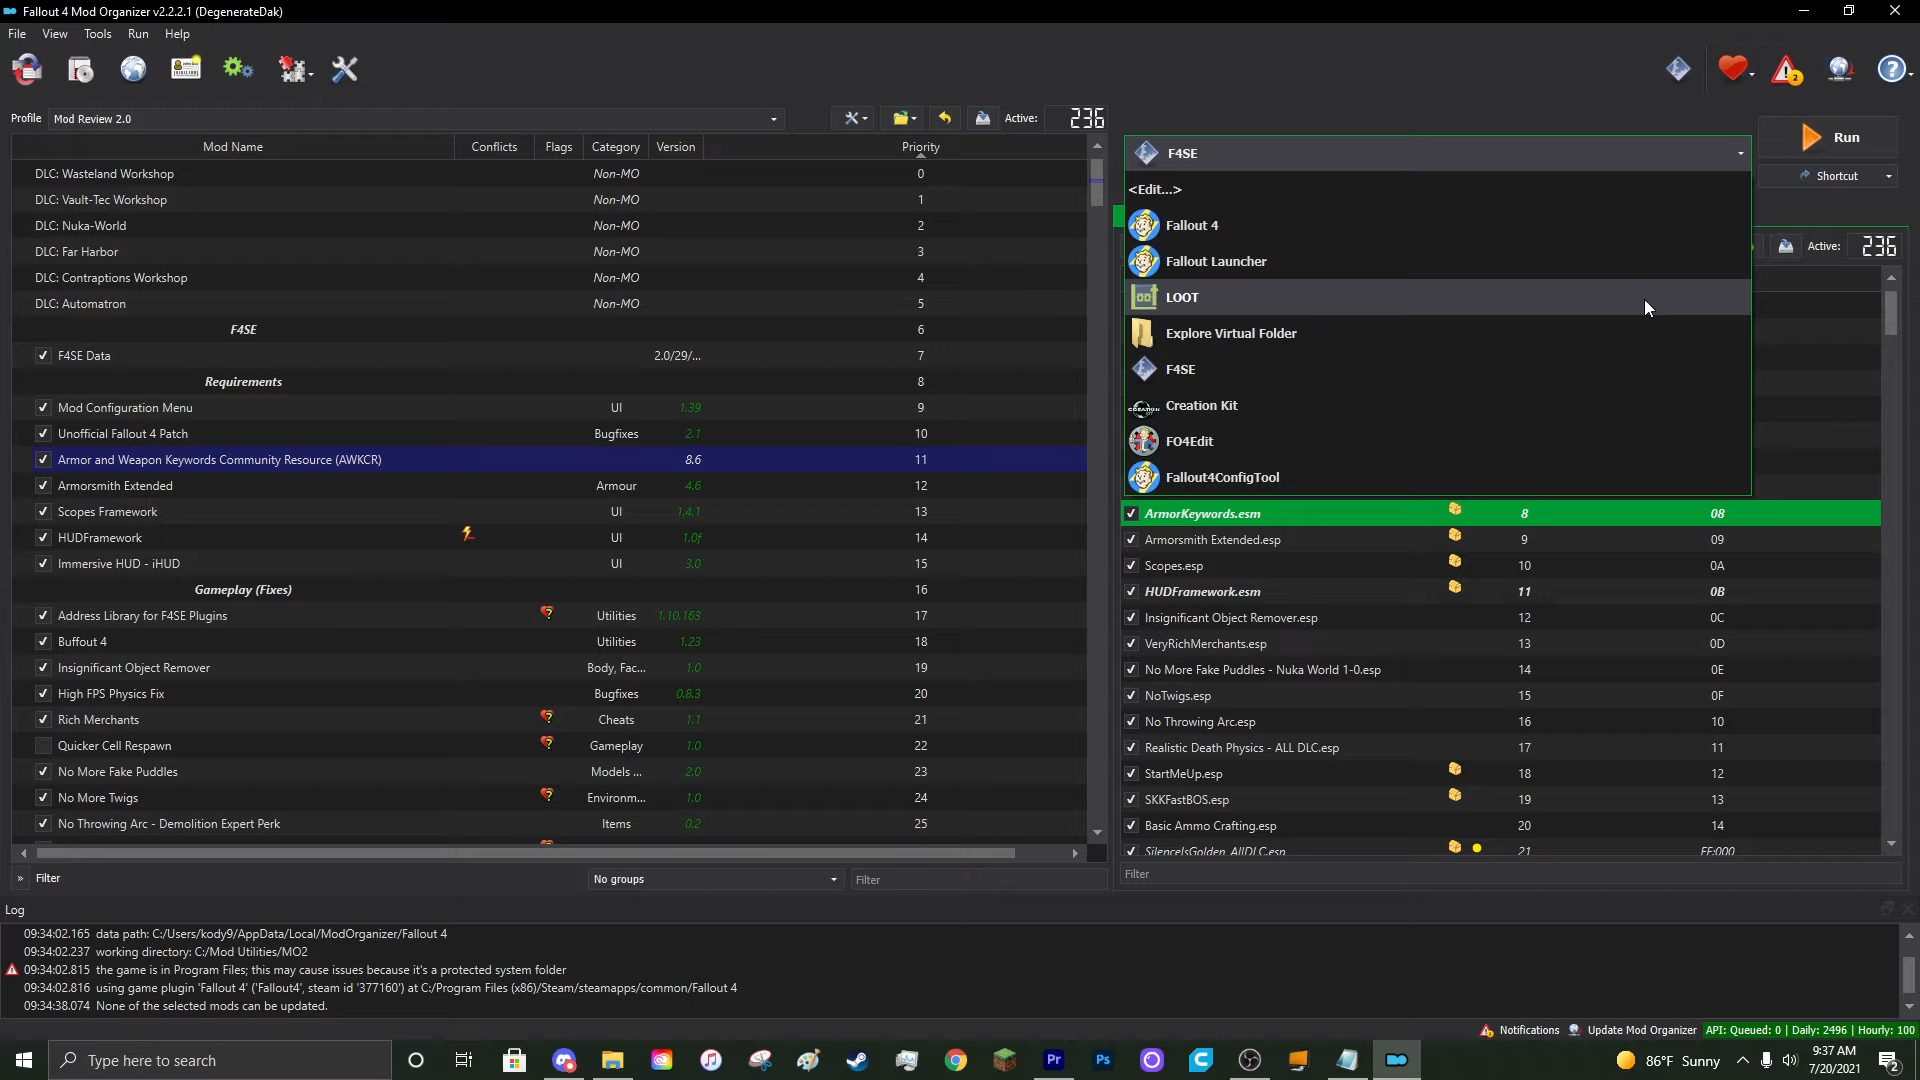 Fallout 4 Mod Organizer v2.2.2.1 (DegenerateDak)
File View Tools Run Help
Profile Mod Review 2.0 Active: 236
Mod Name Conflicts Flags Category Version Priority
DLC: Wasteland Workshop Non-MO 0
DLC: Vault-Tec Workshop Non-MO 1
DLC: Nuka-World Non-MO 2
DLC: Far Harbor Non-MO 3
DLC: Contraptions Workshop Non-MO 4
DLC: Automatron Non-MO 5
F4SE 6
F4SE Data 2.0/29/... 7
Requirements 8
Mod Configuration Menu UI 1.39 9
Unofficial Fallout 4 Patch Bugfixes 2.1 10
Armor and Weapon Keywords Community Resource (AWKCR) 8.6 11
Armorsmith Extended Armour 4.6 12
Scopes Framework UI 1.4.1 13
HUDFramework UI 1.0f 14
Immersive HUD - iHUD UI 3.0 15
Gameplay (Fixes) 16
Address Library for F4SE Plugins Utilities 1.10.163 17
Buffout 4 Utilities 1.23 18
Insignificant Object Remover Body, Fac... 1.0 19
High FPS Physics Fix Bugfixes 0.8.3 20
Rich Merchants Cheats 1.1 21
Quicker Cell Respawn Gameplay 1.0 22
No More Fake Puddles Models ... 2.0 23
No More Twigs Environm... 1.0 24
No Throwing Arc - Demolition Expert Perk Items 0.2 25
Filter No groups Filter
F4SE
Run
Shortcut
<Edit...>
Fallout 4
Fallout Launcher
LOOT
Explore Virtual Folder
F4SE
Creation Kit
FO4Edit
Fallout4ConfigTool
Active: 236
ArmorKeywords.esm 8 08
Armorsmith Extended.esp 9 09
Scopes.esp 10 0A
HUDFramework.esm 11 0B
Insignificant Object Remover.esp 12 0C
VeryRichMerchants.esp 13 0D
No More Fake Puddles - Nuka World 1-0.esp 14 0E
NoTwigs.esp 15 0F
No Throwing Arc.esp 16 10
Realistic Death Physics - ALL DLC.esp 17 11
StartMeUp.esp 18 12
SKKFastBOS.esp 19 13
Basic Ammo Crafting.esp 20 14
SilenceIsGolden_AllDLC.esp 21 FE:000
Filter
Log
09:34:02.165 data path: C:/Users/kody9/AppData/Local/ModOrganizer/Fallout 4
09:34:02.237 working directory: C:/Mod Utilities/MO2
09:34:02.815 the game is in Program Files; this may cause issues because it's a protected system folder
09:34:02.816 using game plugin 'Fallout 4' ('Fallout4', steam id '377160') at C:/Program Files (x86)/Steam/steamapps/common/Fallout 4
09:34:38.074 None of the selected mods can be updated.
Notifications Update Mod Organizer API: Queued: 0 | Daily: 2496 | Hourly: 100
Type here to search
86°F Sunny
9:37 AM
7/20/2021
2